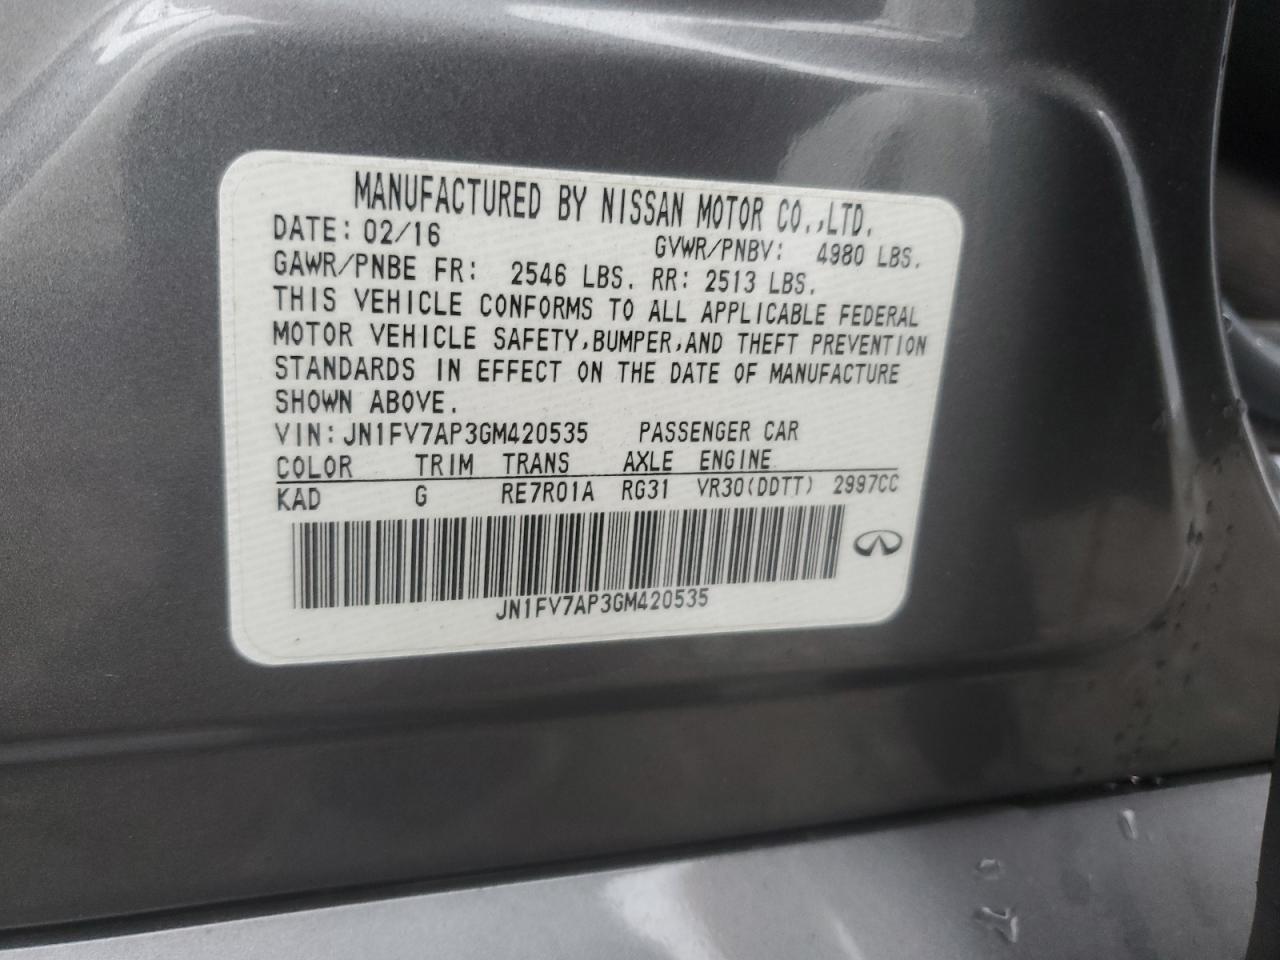 MANUFACTURED BY NISSAN MOTOR CO.,LTD.
DATE: 02/16 GVWR/PNBV: 4980 LBS.
GAWR/PNBE FR: 2546 LBS. RR: 2513 LBS.
THIS VEHICLE CONFORMS TO ALL APPLICABLE FEDERAL
MOTOR VEHICLE SAFETY,BUMPER,AND THEFT PREVENTION
STANDARDS IN EFFECT ON THE DATE OF MANUFACTURE
SHOWN ABOVE.
VIN: JN1FV7AP3GM420535 PASSENGER CAR
COLOR TRIM TRANS AXLE ENGINE
KAD G RE7R01A RG31 VR30(DDTT) 2997CC
JN1FV7AP3GM420535